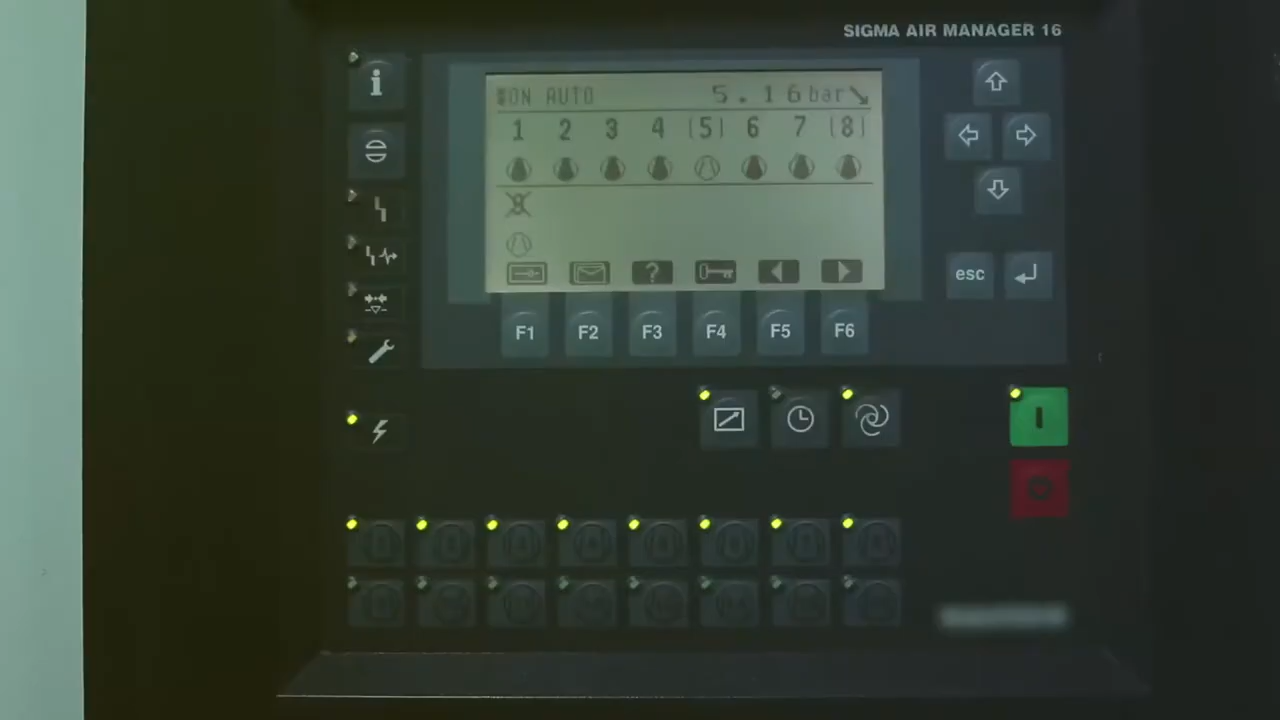 SIGMA AIR MANAGER 16
ON AUTO 5.16 bar
1 2 3 4 (5) 6 7 (8)
?
esc
F1 F2 F3 F4 F5 F6